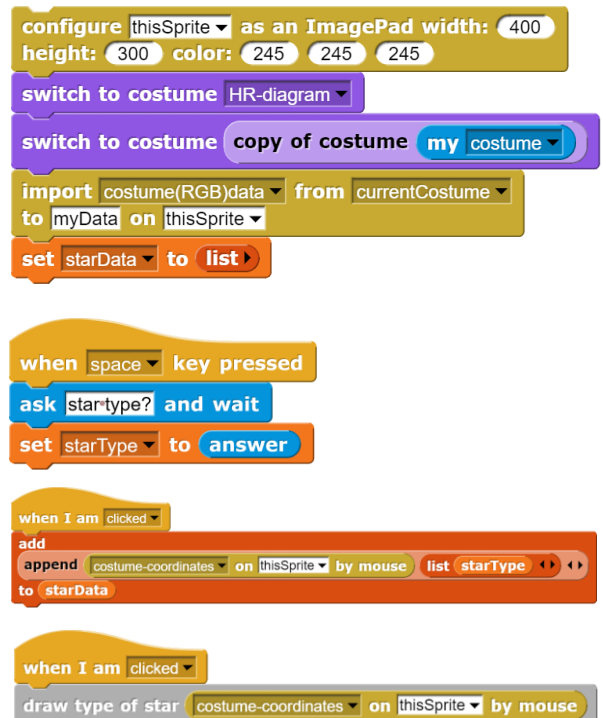 configure thisSprite as an ImagePad width: 400
height: 300 color: 245 245 245
switch to costume HR-diagram
switch to costume copy of costume my costume
import costume(RGB)data from currentCostume
to myData on thisSprite
set starData to list
when space key pressed
ask star type? and wait
set starType to answer
when I am clicked
add
append costume-coordinates on thisSprite by mouse list starType
to starData
when I am clicked
draw type of star costume-coordinates on thisSprite by mouse